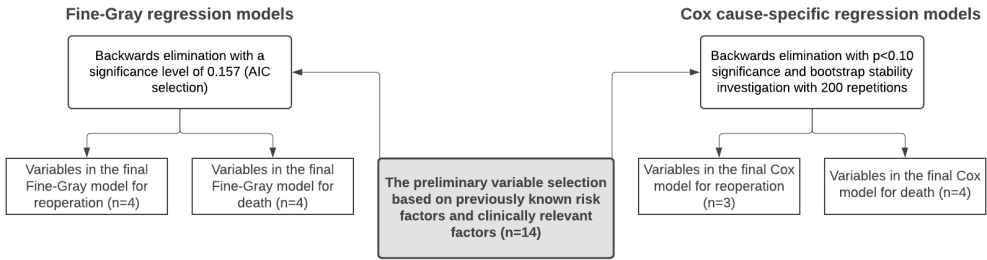 Fine-Gray regression models
Backwards elimination with a
significance level of 0.157 (AIC
selection)
Variables in the final
Fine-Gray model for
reoperation (n=4)
Variables in the final
Fine-Gray model for
death (n=4)
The preliminary variable selection
based on previously known risk
factors and clinically relevant
factors (n=14)
Cox cause-specific regression models
Backwards elimination with p<0.10
significance and bootstrap stability
investigation with 200 repetitions
Variables in the final Cox
model for reoperation
(n=3)
Variables in the final Cox
model for death (n=4)